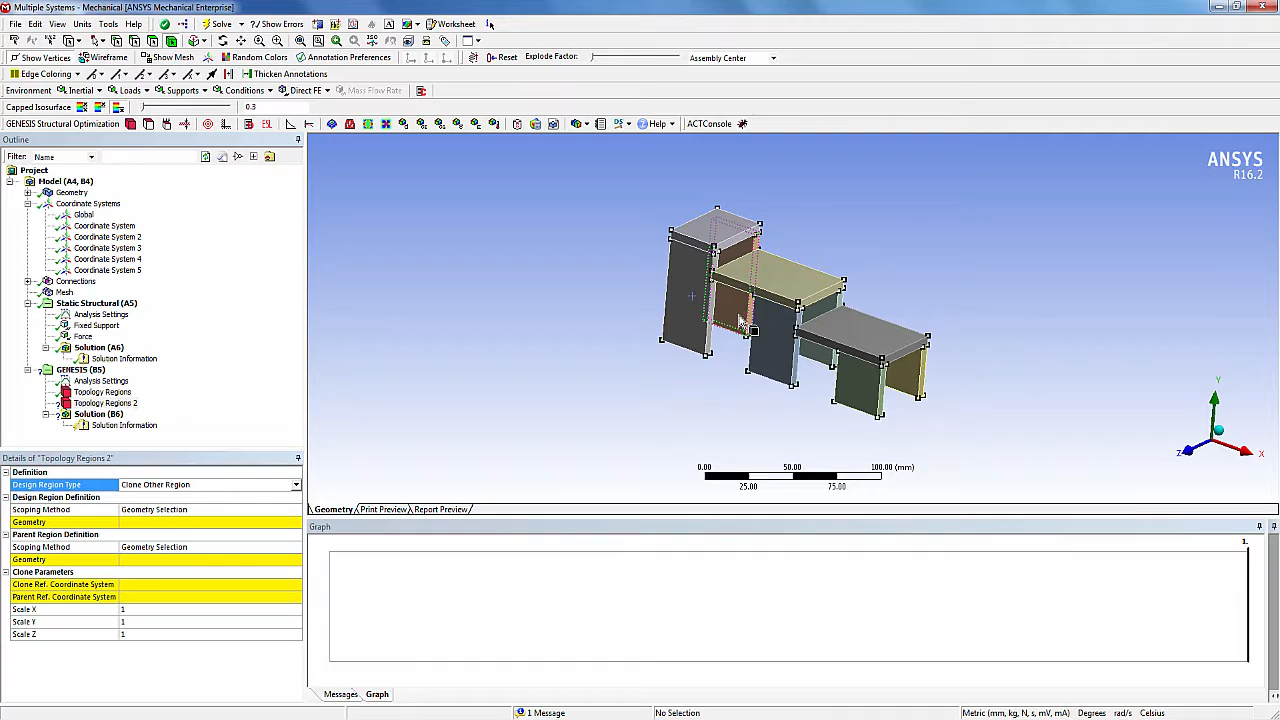 Multiple Systems - Mechanical [ANSYS Mechanical Enterprise]
File Edit View Units Tools Help Solve ?/Show Errors Worksheet
Show Vertices Wireframe Show Mesh Random Colors Annotation Preferences Reset Explode Factor: Assembly Center
Edge Coloring Thicken Annotations
Environment Inertial Loads Supports Conditions Direct FE Mass Flow Rate
Capped Isosurface 0.3
GENESIS Structural Optimization Help ACTConsole
Outline
Filter: Name
Project
Model (A4, B4)
Geometry
Coordinate Systems
Global
Coordinate System
Coordinate System 2
Coordinate System 3
Coordinate System 4
Coordinate System 5
Connections
Mesh
Static Structural (A5)
Analysis Settings
Fixed Support
Force
Solution (A6)
Solution Information
GENESIS (B5)
Analysis Settings
Topology Regions
Topology Regions 2
Solution (B6)
Solution Information
Details of "Topology Regions 2"
Definition
Design Region Type Clone Other Region
Design Region Definition
Scoping Method Geometry Selection
Geometry
Parent Region Definition
Scoping Method Geometry Selection
Geometry
Clone Parameters
Clone Ref. Coordinate System
Parent Ref. Coordinate System
Scale X 1
Scale Y 1
Scale Z 1
ANSYS
R16.2
Y
Z
X
0.00 50.00 100.00 (mm)
25.00 75.00
Geometry Print Preview Report Preview
Graph
1.
Messages Graph
1 Message No Selection Metric (mm, kg, N, s, mV, mA) Degrees rad/s Celsius